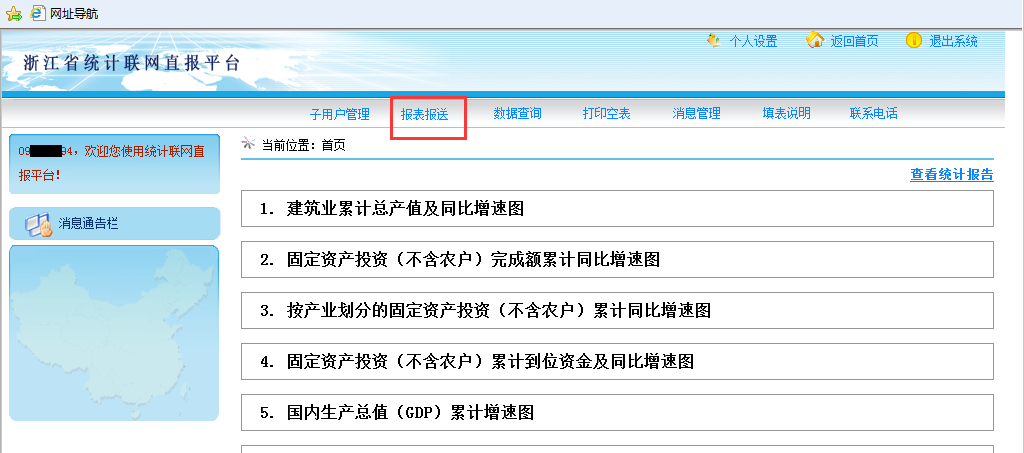 网址导航
个人设置 返回首页 退出系统
浙江省统计联网直报平台
子用户管理 报表报送 数据查询 打印空表 消息管理 填表说明 联系电话
09 94，欢迎您使用统计联网直
报平台！
消息通告栏
当前位置：首页
查看统计报告
1. 建筑业累计总产值及同比增速图
2. 固定资产投资（不含农户）完成额累计同比增速图
3. 按产业划分的固定资产投资（不含农户）累计同比增速图
4. 固定资产投资（不含农户）累计到位资金及同比增速图
5. 国内生产总值（GDP）累计增速图